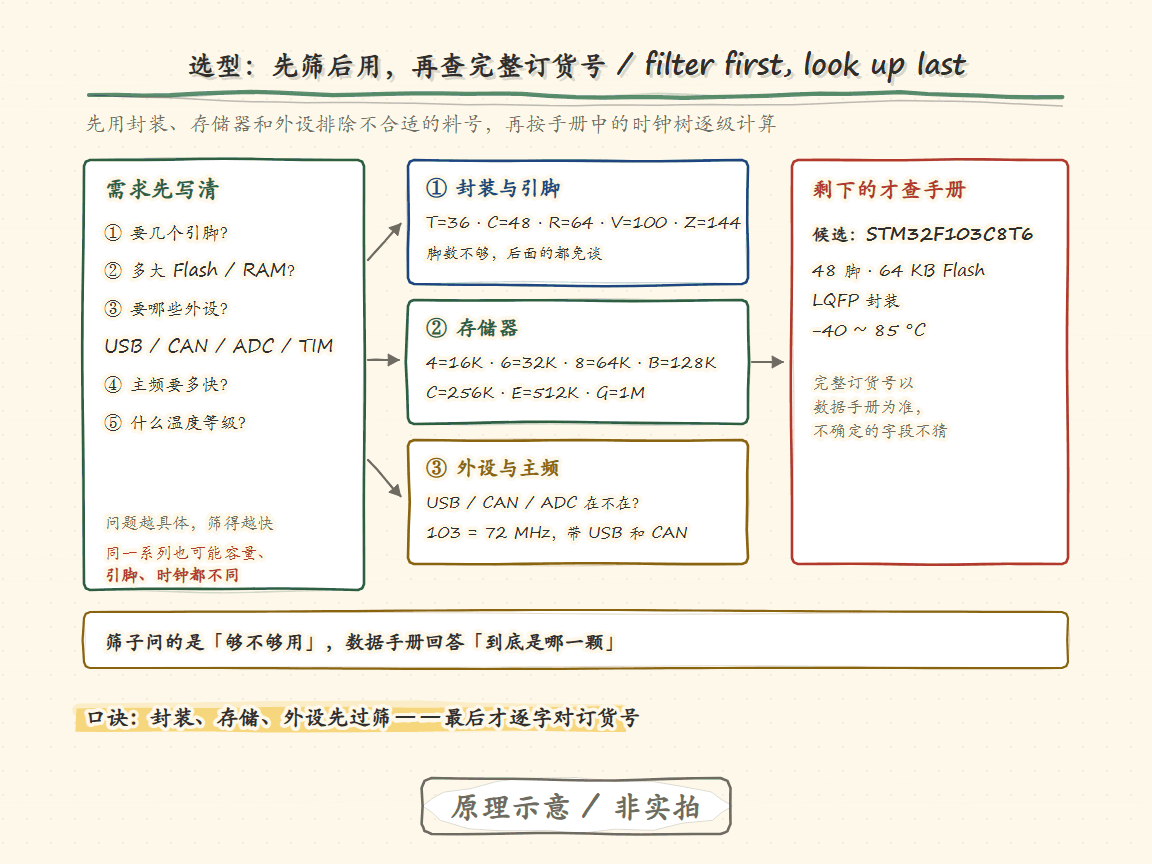 选型：先筛后用，再查完整订货号 / filter first, look up last
先用封装、存储器和外设排除不合适的料号，再按手册中的时钟树逐级计算
需求先写清
① 要几个引脚?
② 多大 Flash / RAM?
③ 要哪些外设?
USB / CAN / ADC / TIM
④ 主频要多快?
⑤ 什么温度等级?
问题越具体，筛得越快
同一系列也可能容量、
引脚、时钟都不同
① 封装与引脚
T=36 · C=48 · R=64 · V=100 · Z=144
脚数不够，后面的都免谈
② 存储器
4=16K · 6=32K · 8=64K · B=128K
C=256K · E=512K · G=1M
③ 外设与主频
USB / CAN / ADC 在不在?
103 = 72 MHz，带 USB 和 CAN
剩下的才查手册
候选：STM32F103C8T6
48 脚 · 64 KB Flash
LQFP 封装
-40 ~ 85 °C
完整订货号以
数据手册为准，
不确定的字段不猜
筛子问的是「够不够用」，数据手册回答「到底是哪一颗」
口诀：封装、存储、外设先过筛——最后才逐字对订货号
原理示意 / 非实拍